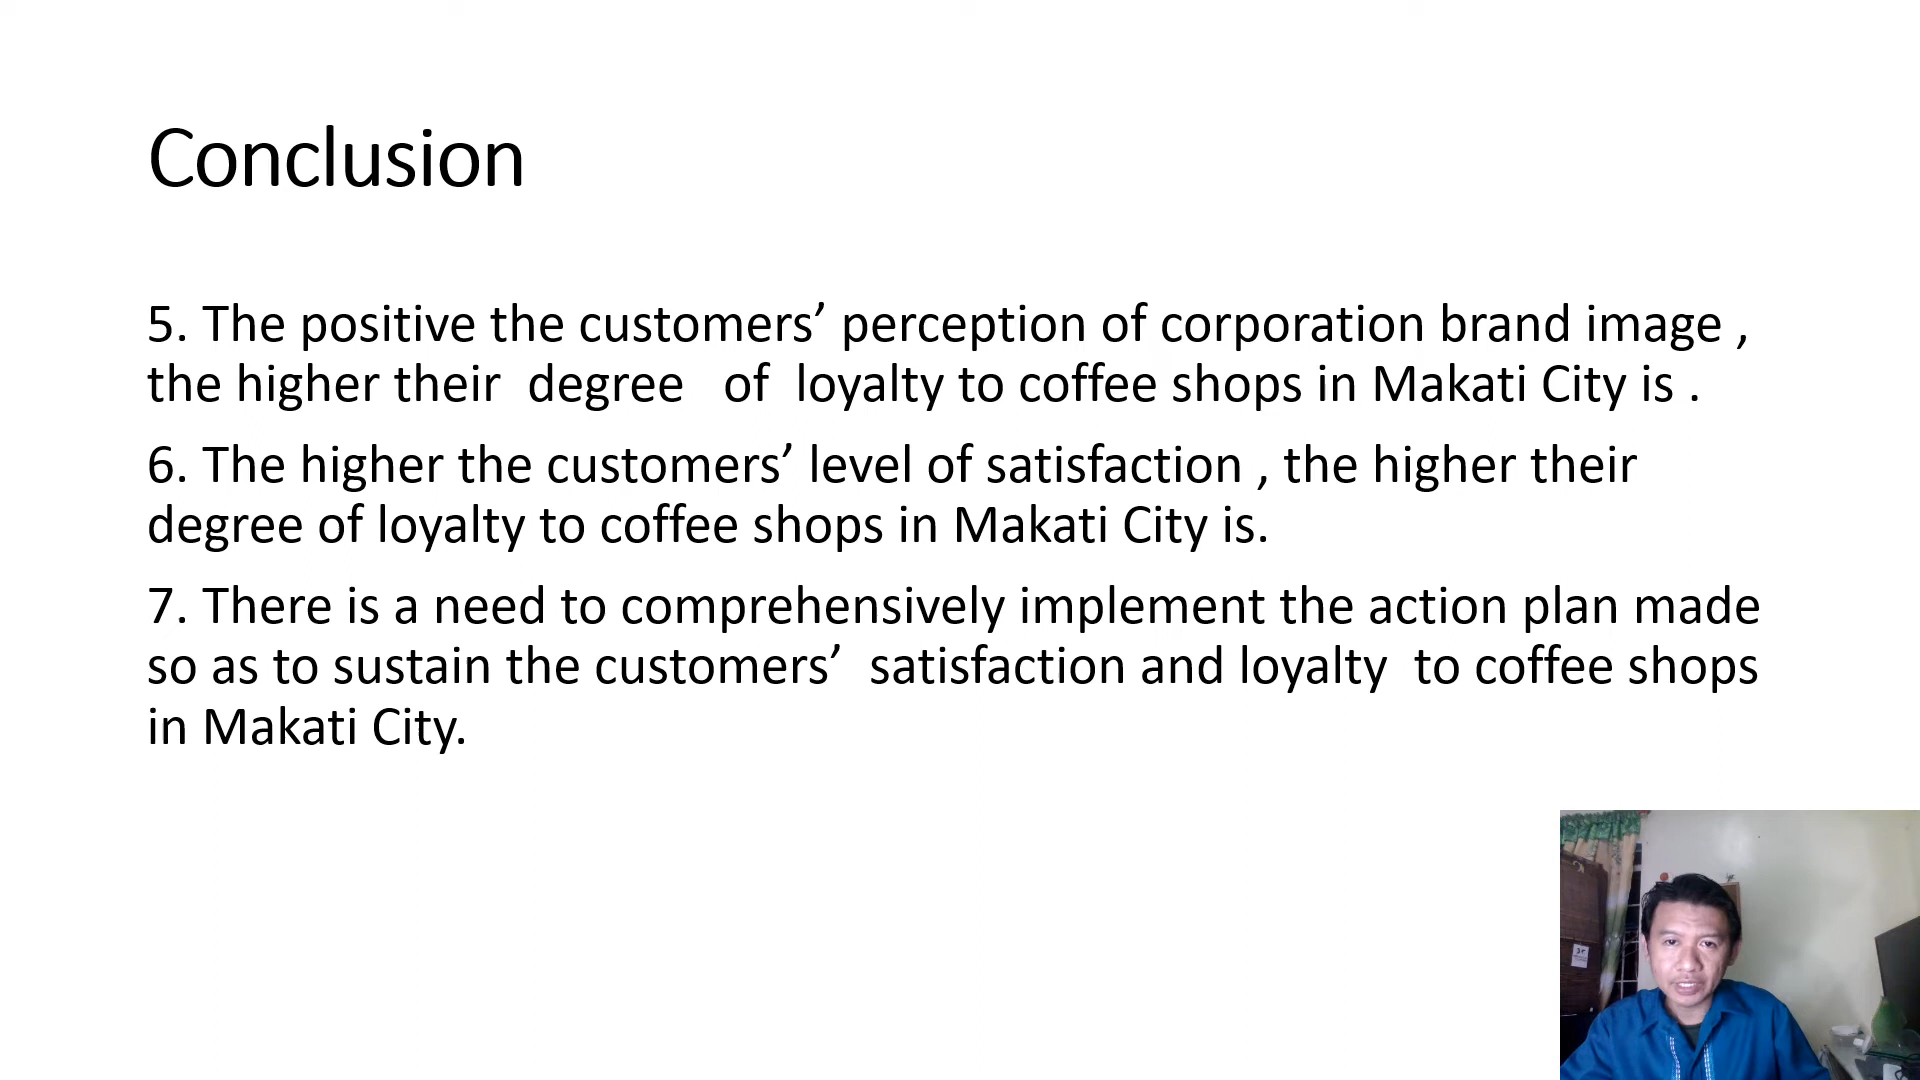 Conclusion
5. The positive the customers’ perception of corporation brand image ,
the higher their  degree   of  loyalty to coffee shops in Makati City is .
6. The higher the customers’ level of satisfaction , the higher their
degree of loyalty to coffee shops in Makati City is.
7. There is a need to comprehensively implement the action plan made
so as to sustain the customers’  satisfaction and loyalty  to coffee shops
in Makati City.